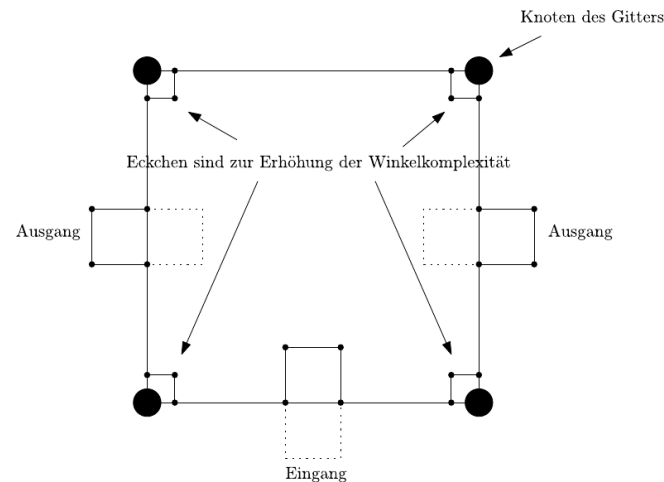 Knoten des Gitters
Eckchen sind zur Erhöhung der Winkelkomplexität
Ausgang
Ausgang
Eingang